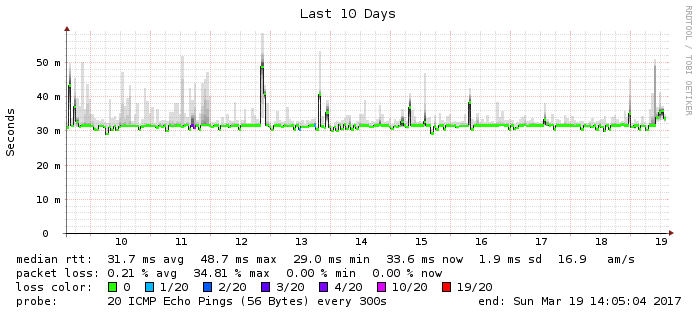 Last 10 Days
RRDTOOL / TOBI OETIKER
Seconds
50 m
40 m
30 m
20 m
10 m
0
10 11 12 13 14 15 16 17 18 19
median rtt: 31.7 ms avg 48.7 ms max 29.0 ms min 33.6 ms now 1.9 ms sd 16.9 am/s
packet loss: 0.21 % avg 34.81 % max 0.00 % min 0.00 % now
loss color: 0 1/20 2/20 3/20 4/20 10/20 19/20
probe: 20 ICMP Echo Pings (56 Bytes) every 300s end: Sun Mar 19 14:05:04 2017